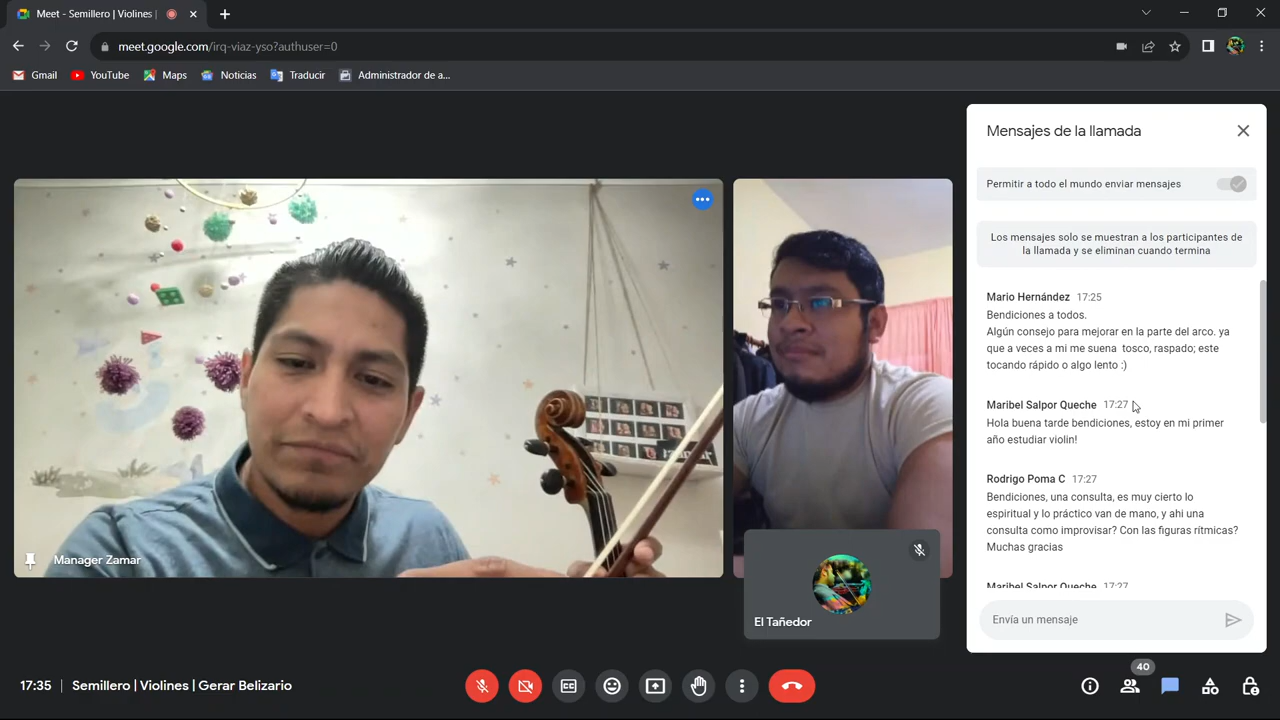 Meet - Semillero | Violines |
meet.google.com/irq-viaz-yso?authuser=0
Gmail
YouTube
Maps
Noticias
Traducir
Administrador de a...
Mensajes de la llamada
Permitir a todo el mundo enviar mensajes
Los mensajes solo se muestran a los participantes de
la llamada y se eliminan cuando termina
Mario Hernández 17:25
Bendiciones a todos.
Algún consejo para mejorar en la parte del arco. ya
que a veces a mi me suena tosco, raspado; este
tocando rápido o algo lento :)
Maribel Salpor Queche 17:27
Hola buena tarde bendiciones, estoy en mi primer
año estudiar violin!
Rodrigo Poma C 17:27
Bendiciones, una consulta, es muy cierto lo
espiritual y lo práctico van de mano, y ahi una
consulta como improvisar? Con las figuras rítmicas?
Muchas gracias
Maribel Salpor Queche 17:27
Envía un mensaje
Manager Zamar
El Tañedor
17:35 | Semillero | Violines | Gerar Belizario
40